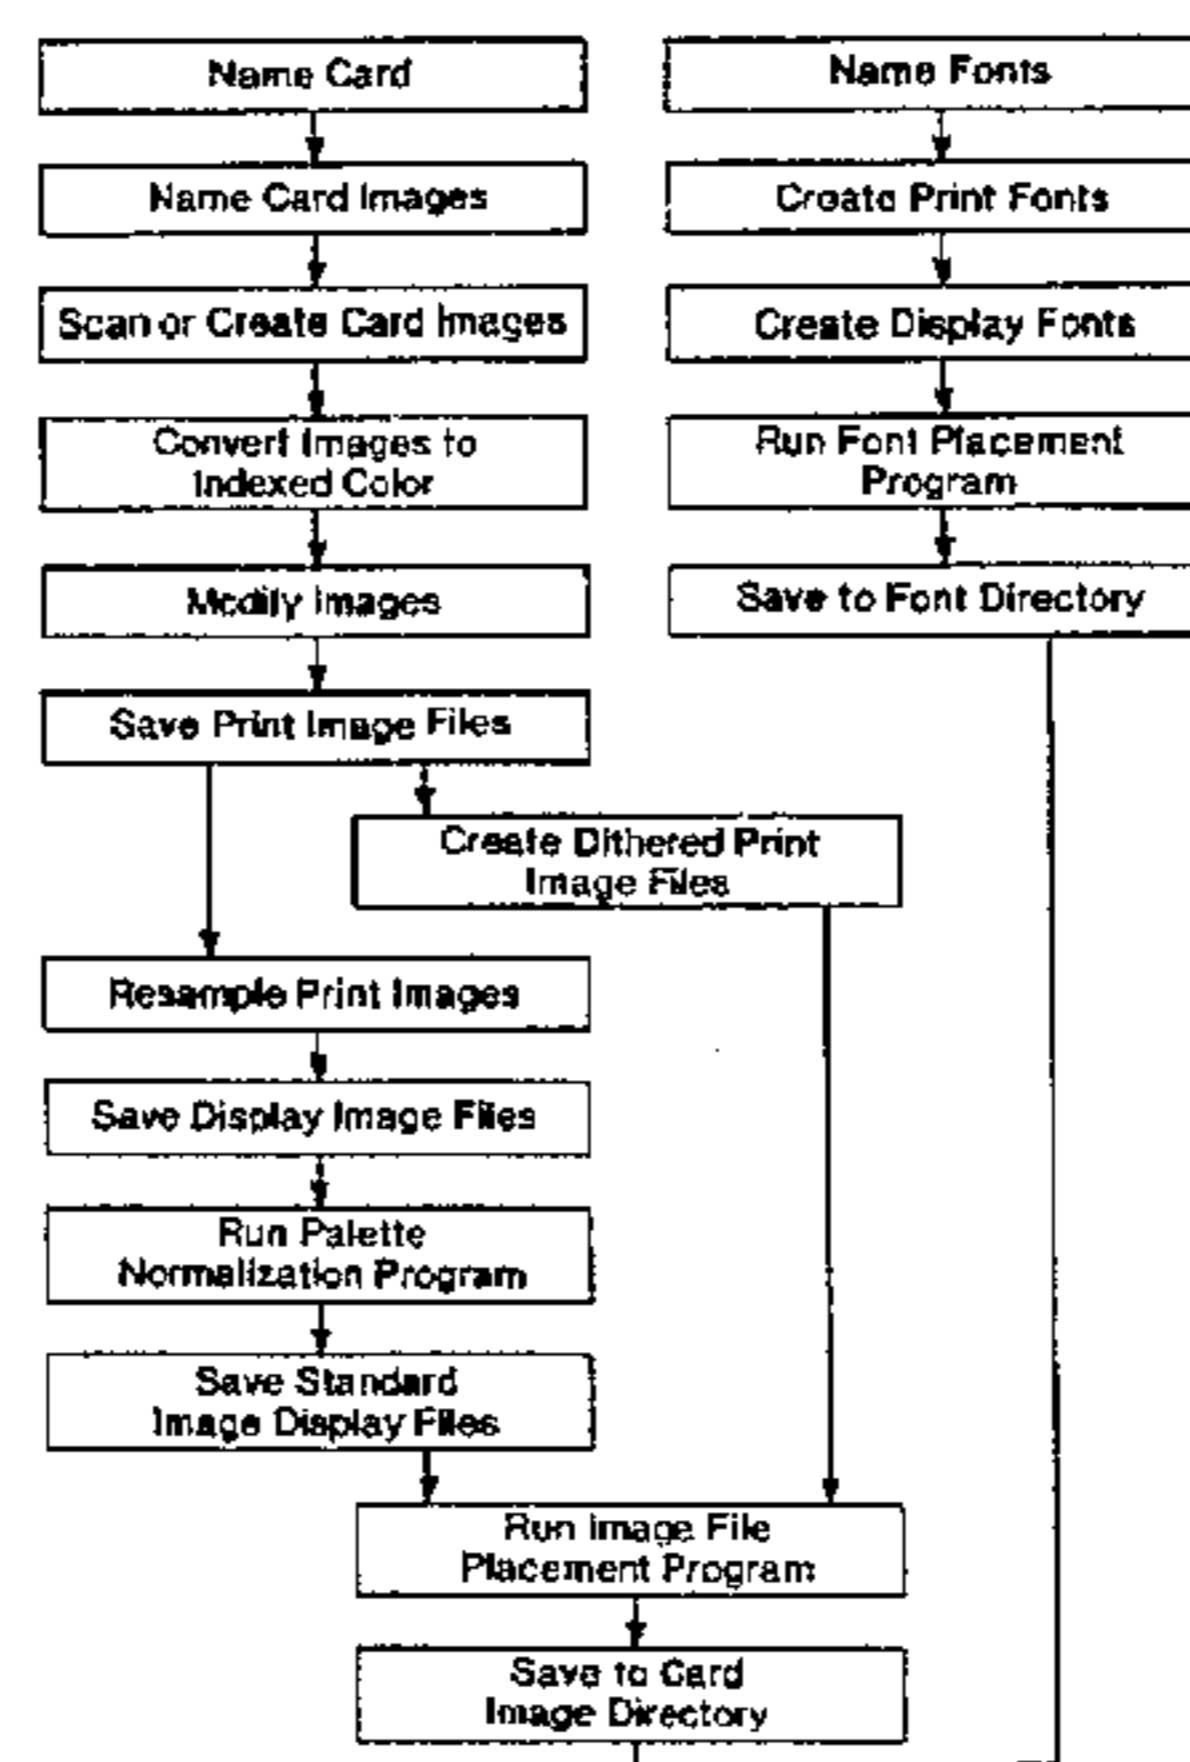 Name Card
Name Card Images
Scan or Create Card Images
Convert Images to
Indexed Color
Modify Images
Save Print Image Files
Create Dithered Print
Image Files
Resample Print Images
Save Display Image Files
Run Palette
Normalization Program
Save Standard
Image Display Files
Run Image File
Placement Program
Save to Card
Image Directory
Name Fonts
Create Print Fonts
Create Display Fonts
Run Font Placement
Program
Save to Font Directory